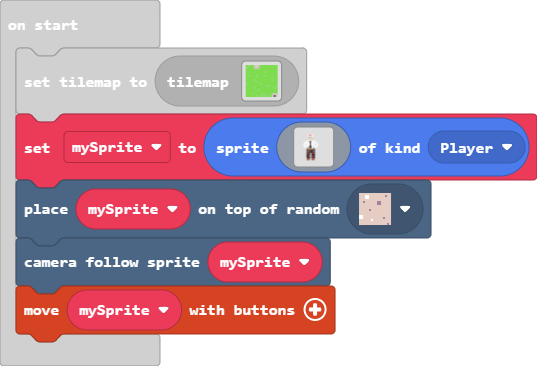 on start
set tilemap to tilemap
set mySprite to sprite of kind Player
place mySprite on top of random
camera follow sprite mySprite
move mySprite with buttons